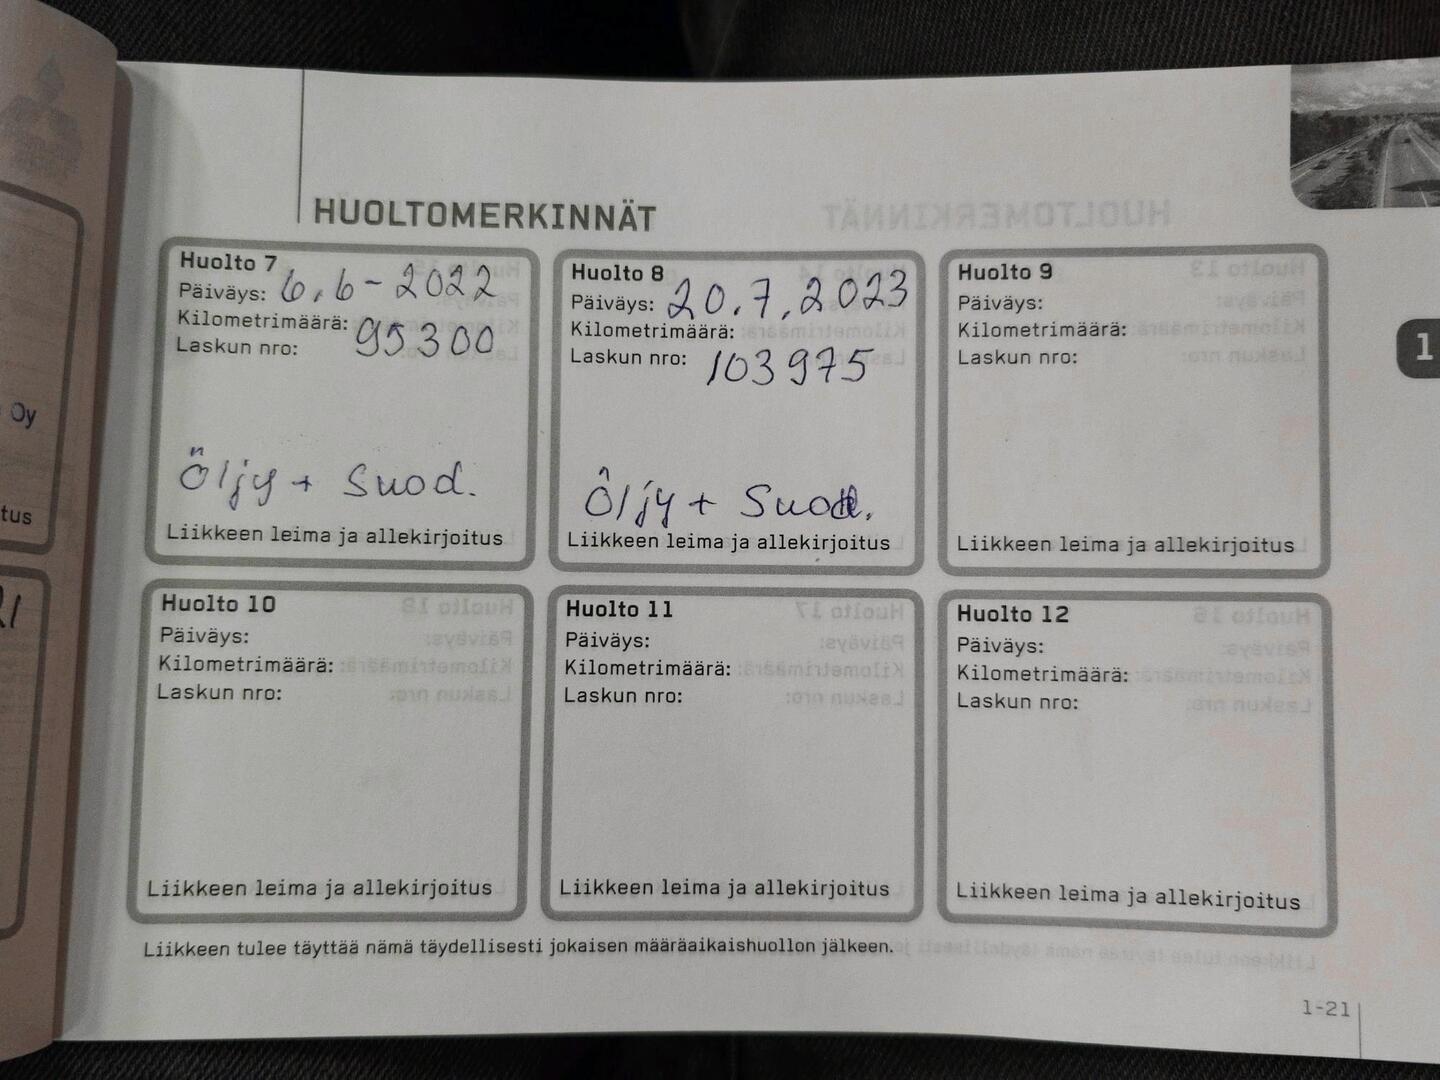 HUOLTOMERKINNÄT
Huolto 7
Päiväys: 6.6-2022
Kilometrimäärä: 95300
Laskun nro:
Öljy + Suod.
Liikkeen leima ja allekirjoitus
Huolto 8
Päiväys: 20.7.2023
Kilometrimäärä:
Laskun nro: 103975
Öljy + Suod.
Liikkeen leima ja allekirjoitus
Huolto 9
Päiväys:
Kilometrimäärä:
Laskun nro:
Liikkeen leima ja allekirjoitus
1
Oy
tus
Huolto 10
Päiväys:
Kilometrimäärä:
Laskun nro:
Liikkeen leima ja allekirjoitus
Huolto 11
Päiväys:
Kilometrimäärä:
Laskun nro:
Liikkeen leima ja allekirjoitus
Huolto 12
Päiväys:
Kilometrimäärä:
Laskun nro:
Liikkeen leima ja allekirjoitus
Liikkeen tulee täyttää nämä täydellisesti jokaisen määräaikaishuollon jälkeen.
1-21